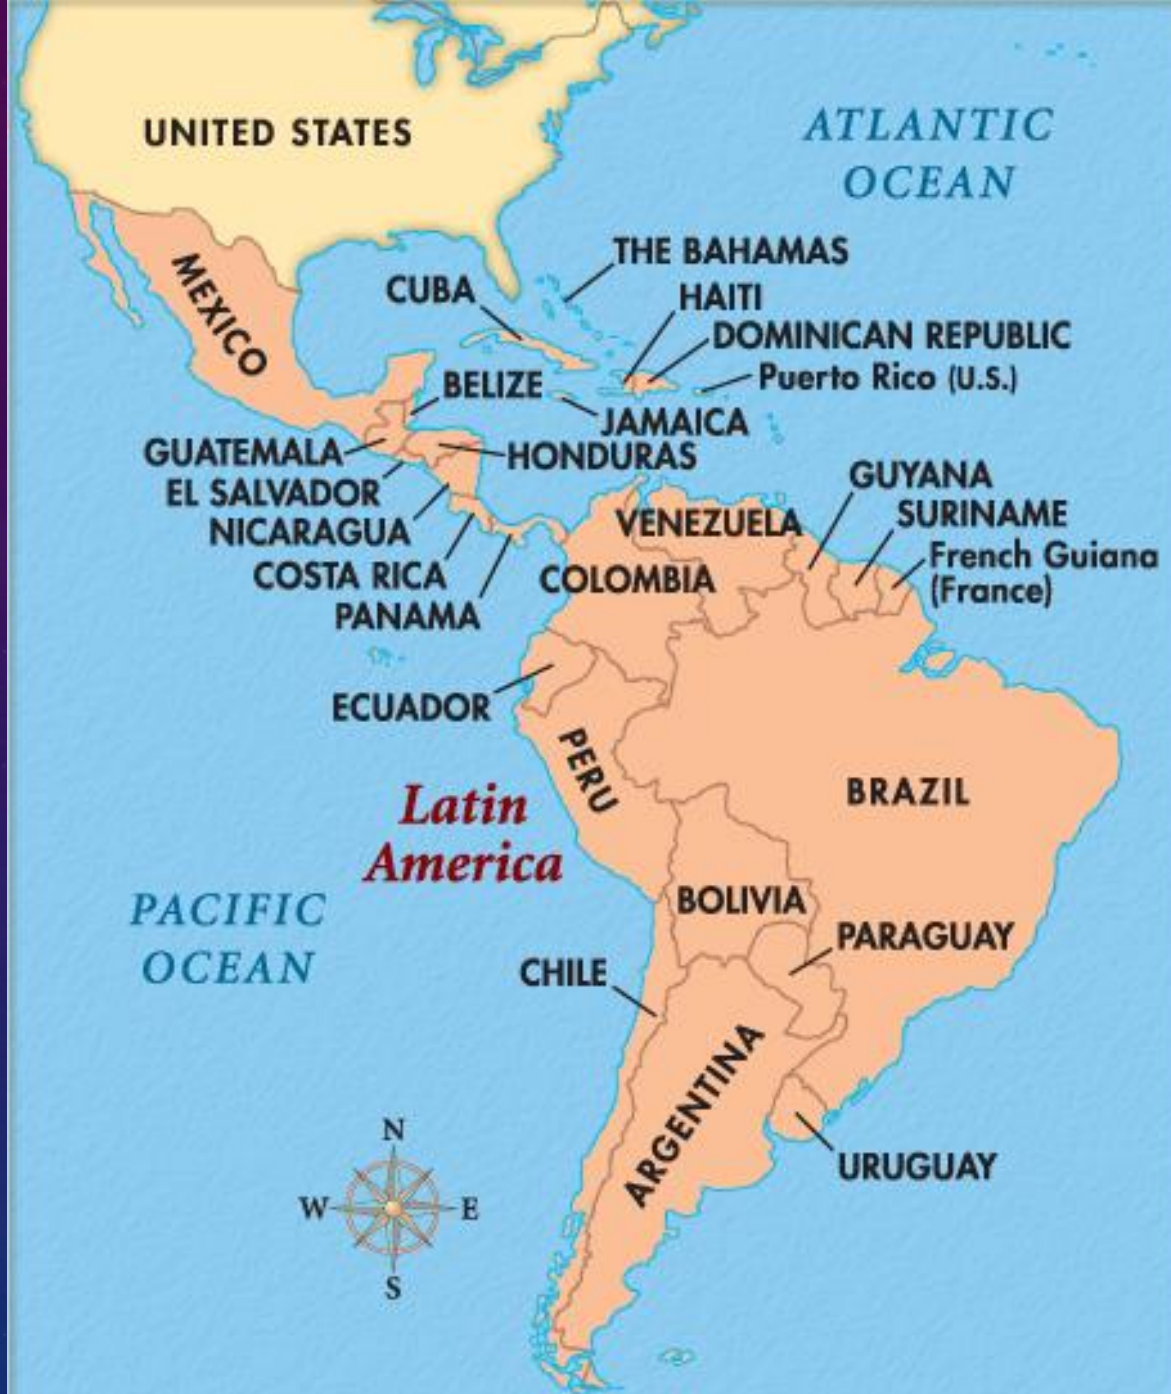 UNITED STATES
ATLANTIC
OCEAN
MEXICO
THE BAHAMAS
CUBA
HAITI
DOMINICAN REPUBLIC
Puerto Rico (U.S.)
BELIZE
JAMAICA
GUATEMALA
HONDURAS
EL SALVADOR
NICARAGUA
COSTA RICA
PANAMA
GUYANA
SURINAME
French Guiana
(France)
VENEZUELA
COLOMBIA
ECUADOR
PERU
BRAZIL
Latin
America
PACIFIC
OCEAN
BOLIVIA
PARAGUAY
CHILE
ARGENTINA
URUGUAY
N
W
E
S